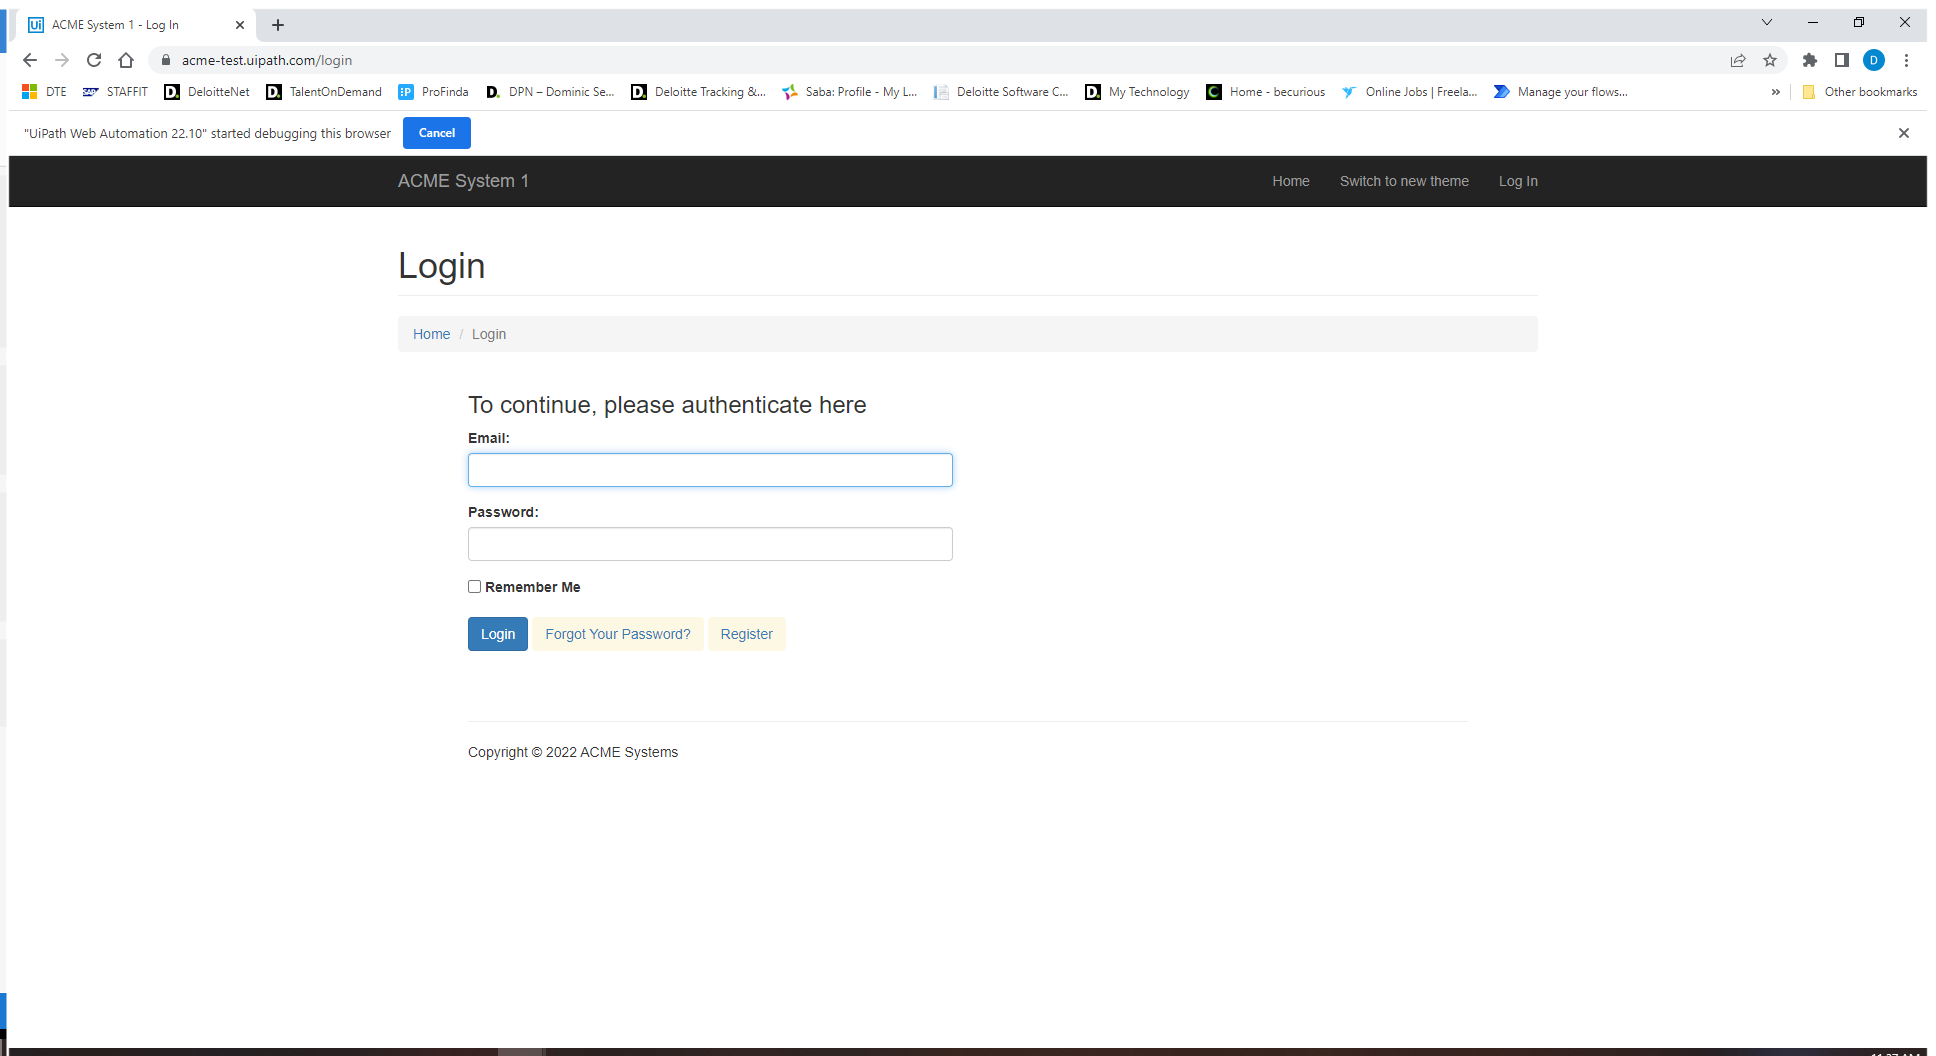 ACME System 1 - Log In
acme-test.uipath.com/login
D
DTE STAFFIT DeloitteNet TalentOnDemand ProFinda DPN – Dominic Se... Deloitte Tracking &... Saba: Profile - My L... Deloitte Software C... My Technology Home - becurious Online Jobs | Freela... Manage your flows... » Other bookmarks
"UiPath Web Automation 22.10" started debugging this browser Cancel
ACME System 1 Home Switch to new theme Log In
Login
Home / Login
To continue, please authenticate here
Email:
Password:
Remember Me
Login Forgot Your Password? Register
Copyright © 2022 ACME Systems